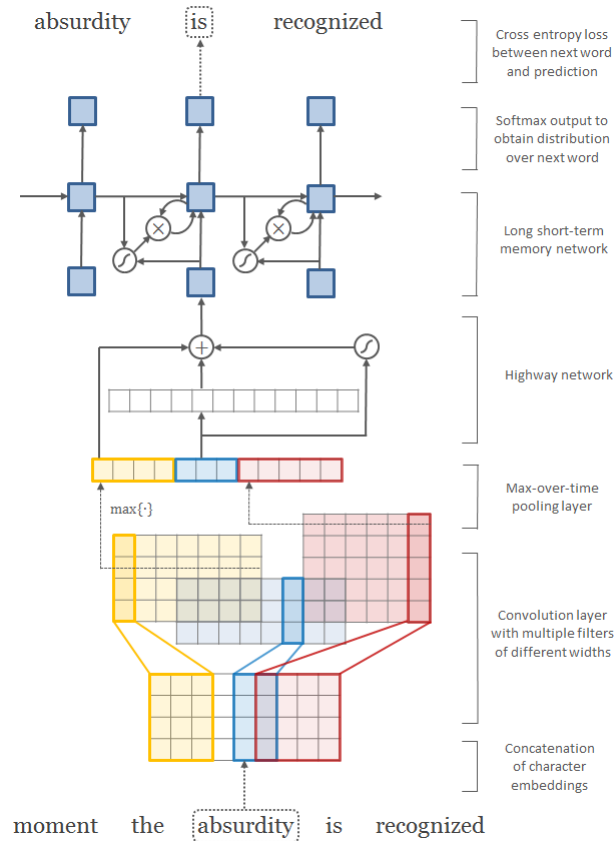 absurdity is recognized
Cross entropy loss
between next word
and prediction
Softmax output to
obtain distribution
over next word
Long short-term
memory network
Highway network
Max-over-time
pooling layer
max{·}
Convolution layer
with multiple filters
of different widths
Concatenation
of character
embeddings
moment the absurdity is recognized